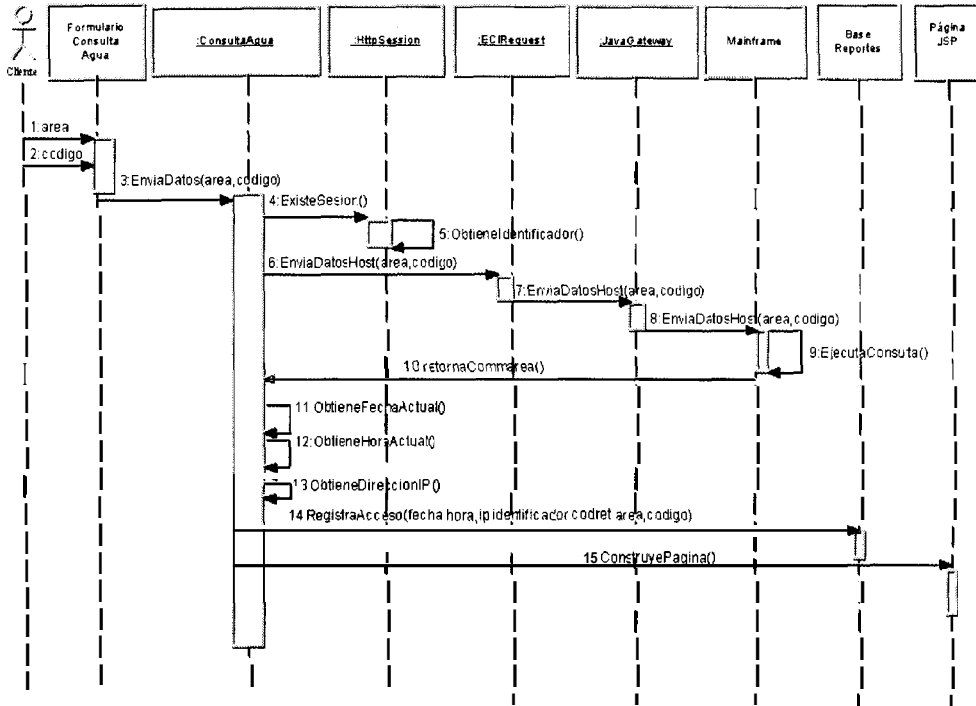 Cliente
Formulario
Consulta
Agua
:ConsultaAgua
:HttpSession
:ECIRequest
:JavaGateway
Mainframe
Base
Reportes
Página
JSP
1:area
2:codigo
3:EnviaDatos(area,codigo)
4:ExisteSesion()
5:ObtieneIdentificador()
6:EnviaDatosHost(area,codigo)
7:EnviaDatosHost(area,codigo)
8:EnviaDatosHost(area,codigo)
9:EjecutaConsulta()
10 retornaCommarea()
11 ObtieneFechaActual()
12:ObtieneHoraActual()
13 ObtieneDireccionIP()
14 RegistraAcceso(fecha hora,ip identificador codret area,codigo)
15 ConstruyePagina()